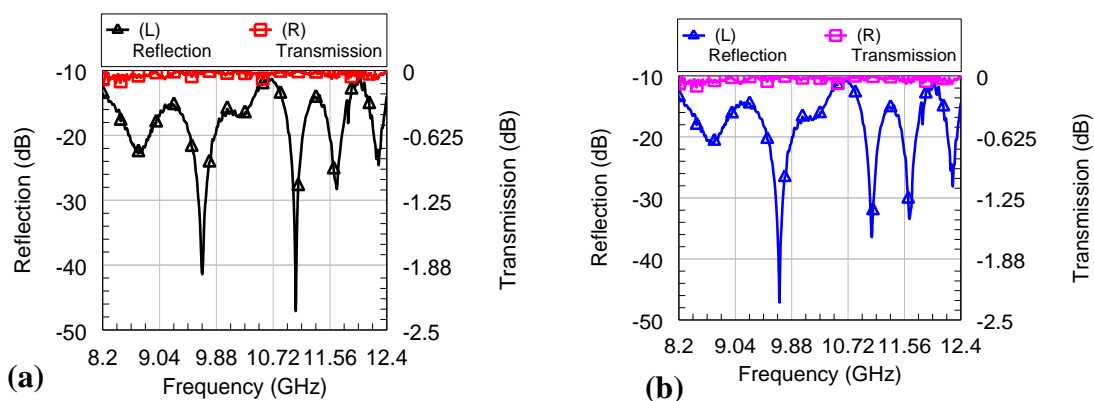 (L)
Reflection
(R)
Transmission
-10
-20
-30
-40
-50
0
-0.625
-1.25
-1.88
-2.5
8.2
9.04
9.88
10.72
11.56
12.4
Reflection (dB)
Transmission (dB)
Frequency (GHz)
(a)
(L)
Reflection
(R)
Transmission
-10
-20
-30
-40
-50
0
-0.625
-1.25
-1.88
-2.5
8.2
9.04
9.88
10.72
11.56
12.4
Reflection (dB)
Transmission (dB)
Frequency (GHz)
(b)